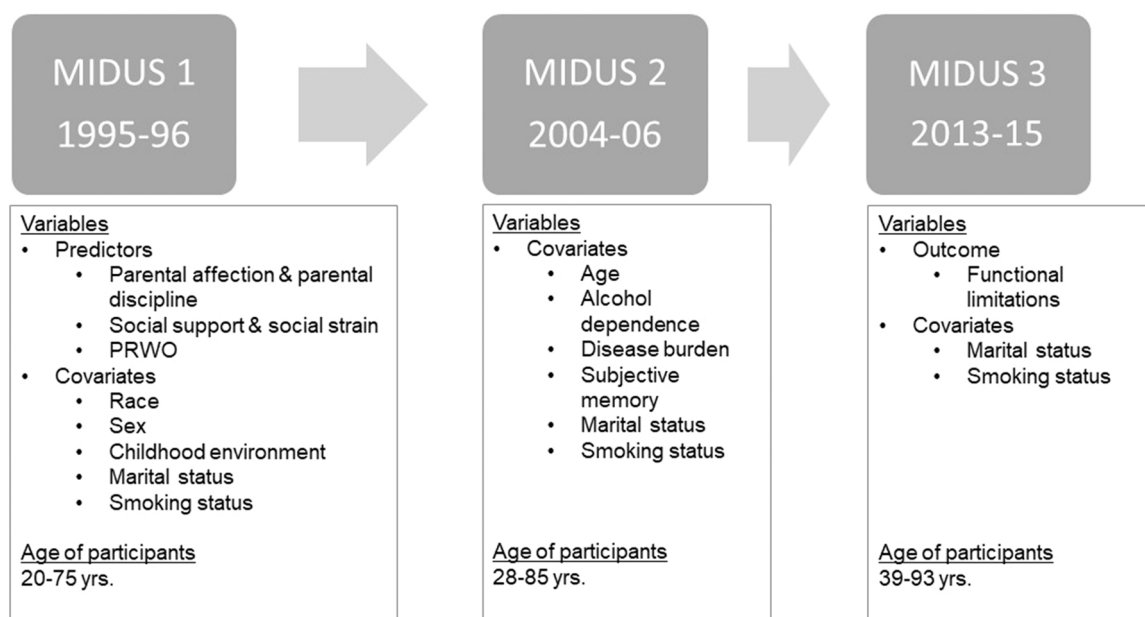 MIDUS 1
1995-96
Variables
• Predictors
• Parental affection & parental
discipline
• Social support & social strain
• PRWO
• Covariates
• Race
• Sex
• Childhood environment
• Marital status
• Smoking status
Age of participants
20-75 yrs.
MIDUS 2
2004-06
Variables
• Covariates
• Age
• Alcohol
dependence
• Disease burden
• Subjective
memory
• Marital status
• Smoking status
Age of participants
28-85 yrs.
MIDUS 3
2013-15
Variables
• Outcome
• Functional
limitations
• Covariates
• Marital status
• Smoking status
Age of participants
39-93 yrs.